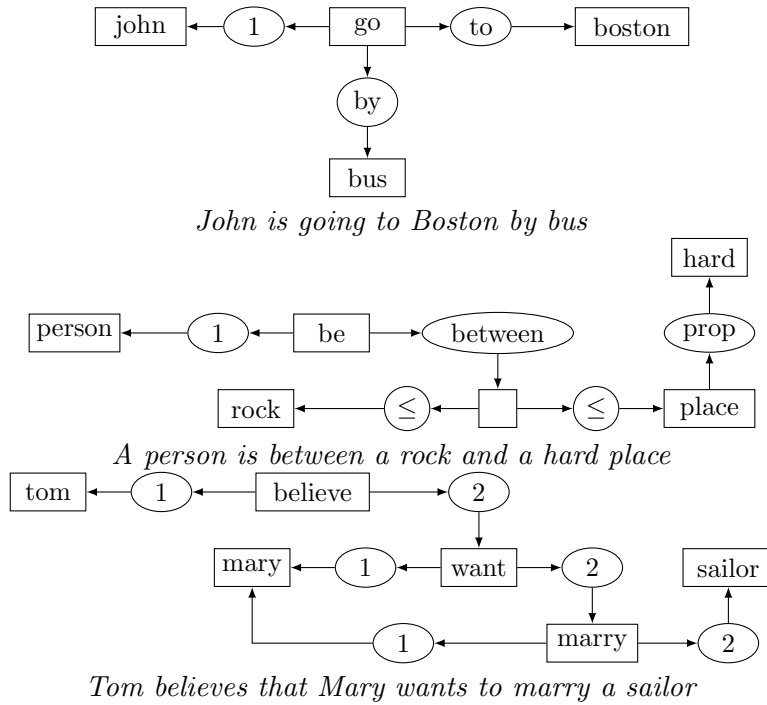 john 1 go to boston
by
bus
John is going to Boston by bus
hard
person 1 be between prop
rock ≤ ≤ place
A person is between a rock and a hard place
tom 1 believe 2
mary 1 want 2 sailor
1 marry 2
Tom believes that Mary wants to marry a sailor